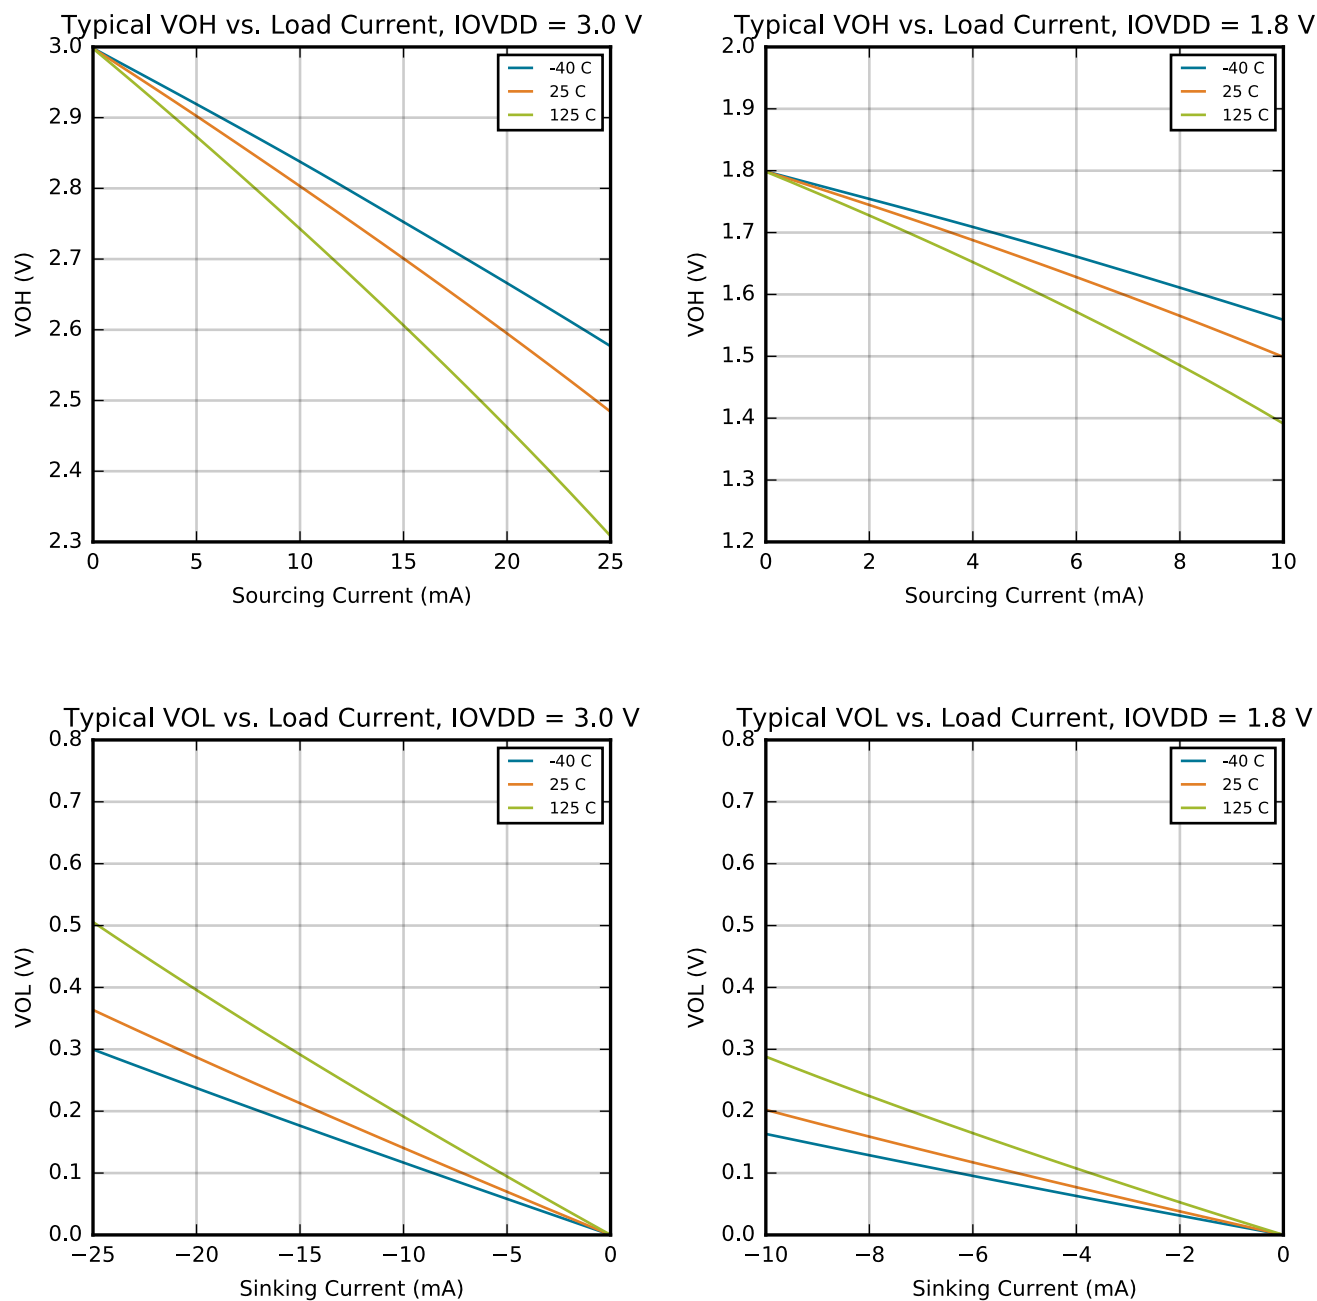 Typical VOH vs. Load Current, IOVDD = 3.0 V
3.0
2.9
2.8
2.7
2.6
2.5
2.4
2.3
VOH (V)
-40 C
25 C
125 C
0 5 10 15 20 25
Sourcing Current (mA)
Typical VOH vs. Load Current, IOVDD = 1.8 V
2.0
1.9
1.8
1.7
1.6
1.5
1.4
1.3
1.2
VOH (V)
-40 C
25 C
125 C
0 2 4 6 8 10
Sourcing Current (mA)
Typical VOL vs. Load Current, IOVDD = 3.0 V
0.8
0.7
0.6
0.5
0.4
0.3
0.2
0.1
0.0
VOL (V)
-40 C
25 C
125 C
−25 −20 −15 −10 −5 0
Sinking Current (mA)
Typical VOL vs. Load Current, IOVDD = 1.8 V
0.8
0.7
0.6
0.5
0.4
0.3
0.2
0.1
0.0
VOL (V)
-40 C
25 C
125 C
−10 −8 −6 −4 −2 0
Sinking Current (mA)